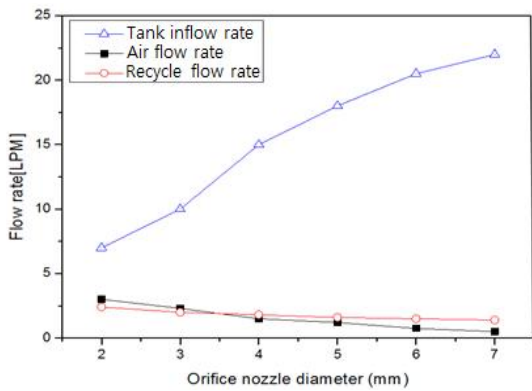 25
20
15
10
5
0
Flow rate[LPM]
Tank inflow rate
Air flow rate
Recycle flow rate
2 3 4 5 6 7
Orifice nozzle diameter (mm)